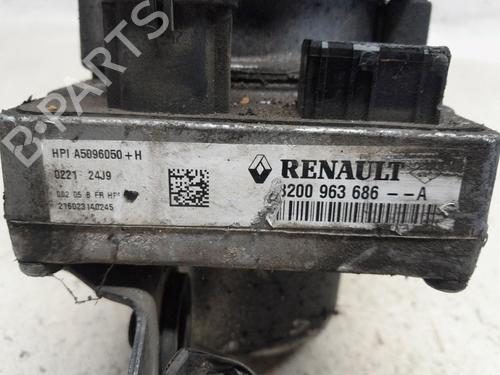 B-PARTS
HPI A5096050+H
0221 24J9
216023140245
RENAULT
8200 963 686 --A